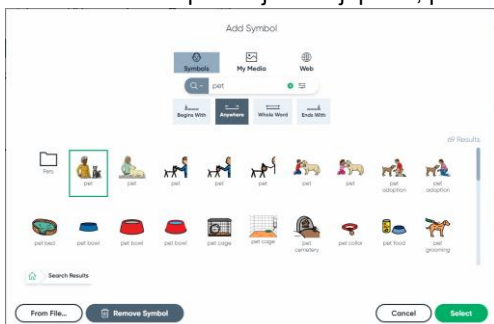 Add Symbol
Symbols My Media Web
pet
Begins With Anywhere Whole Word Ends With
69 Results
Pets pet pet pet pet pet pet pet pet adoption pet adoption
pet bed pet bowl pet bowl pet bowl pet cage pet cage pet cemetery pet collar pet food pet grooming
Search Results
From File... Remove Symbol Cancel Select